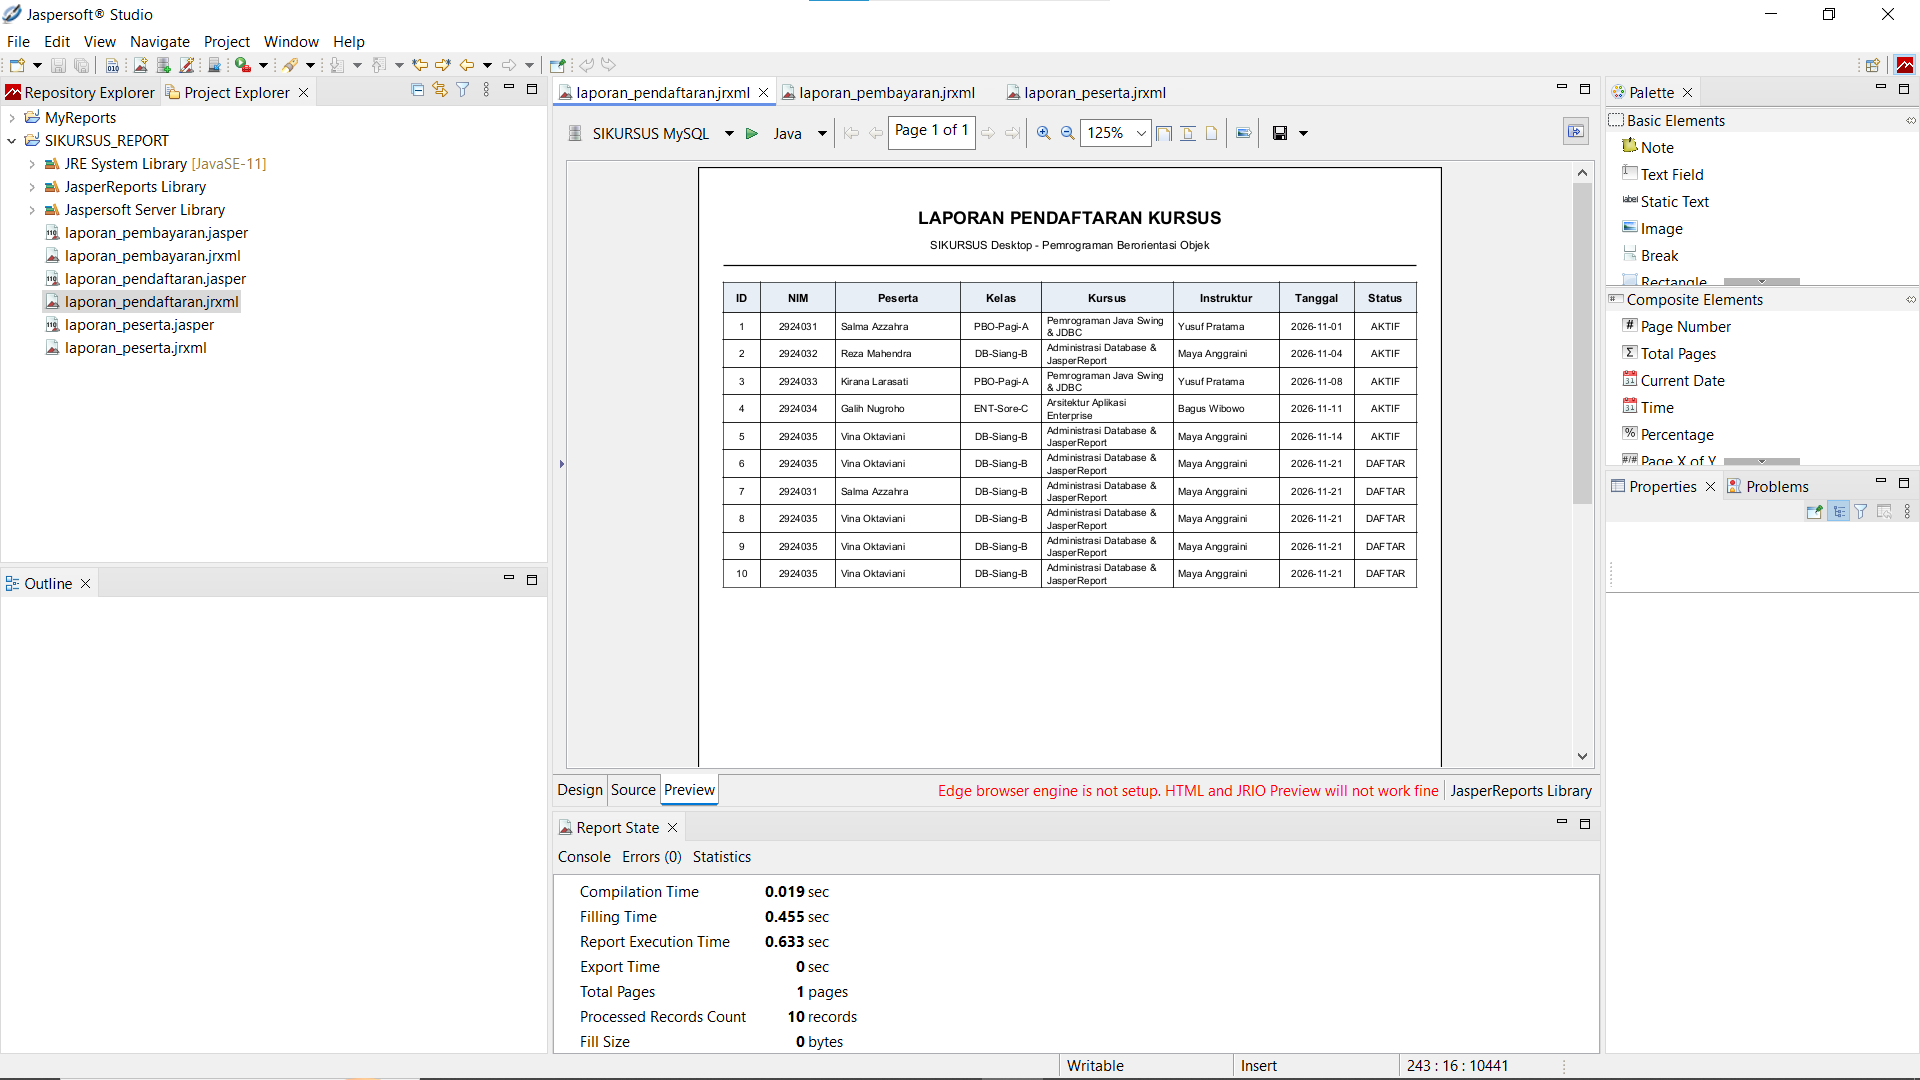 Jaspersoft® Studio
File Edit View Navigate Project Window Help
Repository Explorer Project Explorer
MyReports
SIKURSUS_REPORT
JRE System Library [JavaSE-11]
JasperReports Library
Jaspersoft Server Library
laporan_pembayaran.jasper
laporan_pembayaran.jrxml
laporan_pendaftaran.jasper
laporan_pendaftaran.jrxml
laporan_peserta.jasper
laporan_peserta.jrxml
Outline
laporan_pendaftaran.jrxml laporan_pembayaran.jrxml laporan_peserta.jrxml
SIKURSUS MySQL Java Page 1 of 1 125%
LAPORAN PENDAFTARAN KURSUS
SIKURSUS Desktop - Pemrograman Berorientasi Objek
ID NIM Peserta Kelas Kursus Instruktur Tanggal Status
1 2924031 Salma Azzahra PBO-Pagi-A Pemrograman Java Swing & JDBC Yusuf Pratama 2026-11-01 AKTIF
2 2924032 Reza Mahendra DB-Siang-B Administrasi Database & JasperReport Maya Anggraini 2026-11-04 AKTIF
3 2924033 Kirana Larasati PBO-Pagi-A Pemrograman Java Swing & JDBC Yusuf Pratama 2026-11-08 AKTIF
4 2924034 Galih Nugroho ENT-Sore-C Arsitektur Aplikasi Enterprise Bagus Wibowo 2026-11-11 AKTIF
5 2924035 Vina Oktaviani DB-Siang-B Administrasi Database & JasperReport Maya Anggraini 2026-11-14 AKTIF
6 2924035 Vina Oktaviani DB-Siang-B Administrasi Database & JasperReport Maya Anggraini 2026-11-21 DAFTAR
7 2924031 Salma Azzahra DB-Siang-B Administrasi Database & JasperReport Maya Anggraini 2026-11-21 DAFTAR
8 2924035 Vina Oktaviani DB-Siang-B Administrasi Database & JasperReport Maya Anggraini 2026-11-21 DAFTAR
9 2924035 Vina Oktaviani DB-Siang-B Administrasi Database & JasperReport Maya Anggraini 2026-11-21 DAFTAR
10 2924035 Vina Oktaviani DB-Siang-B Administrasi Database & JasperReport Maya Anggraini 2026-11-21 DAFTAR
Design Source Preview
Edge browser engine is not setup. HTML and JRIO Preview will not work fine JasperReports Library
Report State
Console Errors (0) Statistics
Compilation Time 0.019 sec
Filling Time 0.455 sec
Report Execution Time 0.633 sec
Export Time 0 sec
Total Pages 1 pages
Processed Records Count 10 records
Fill Size 0 bytes
Palette
Basic Elements
Note
Text Field
label Static Text
Image
Break
Rectangle
Composite Elements
# Page Number
Σ Total Pages
31 Current Date
31 Time
% Percentage
#/# Page X of Y
Properties Problems
Writable Insert 243 : 16 : 10441